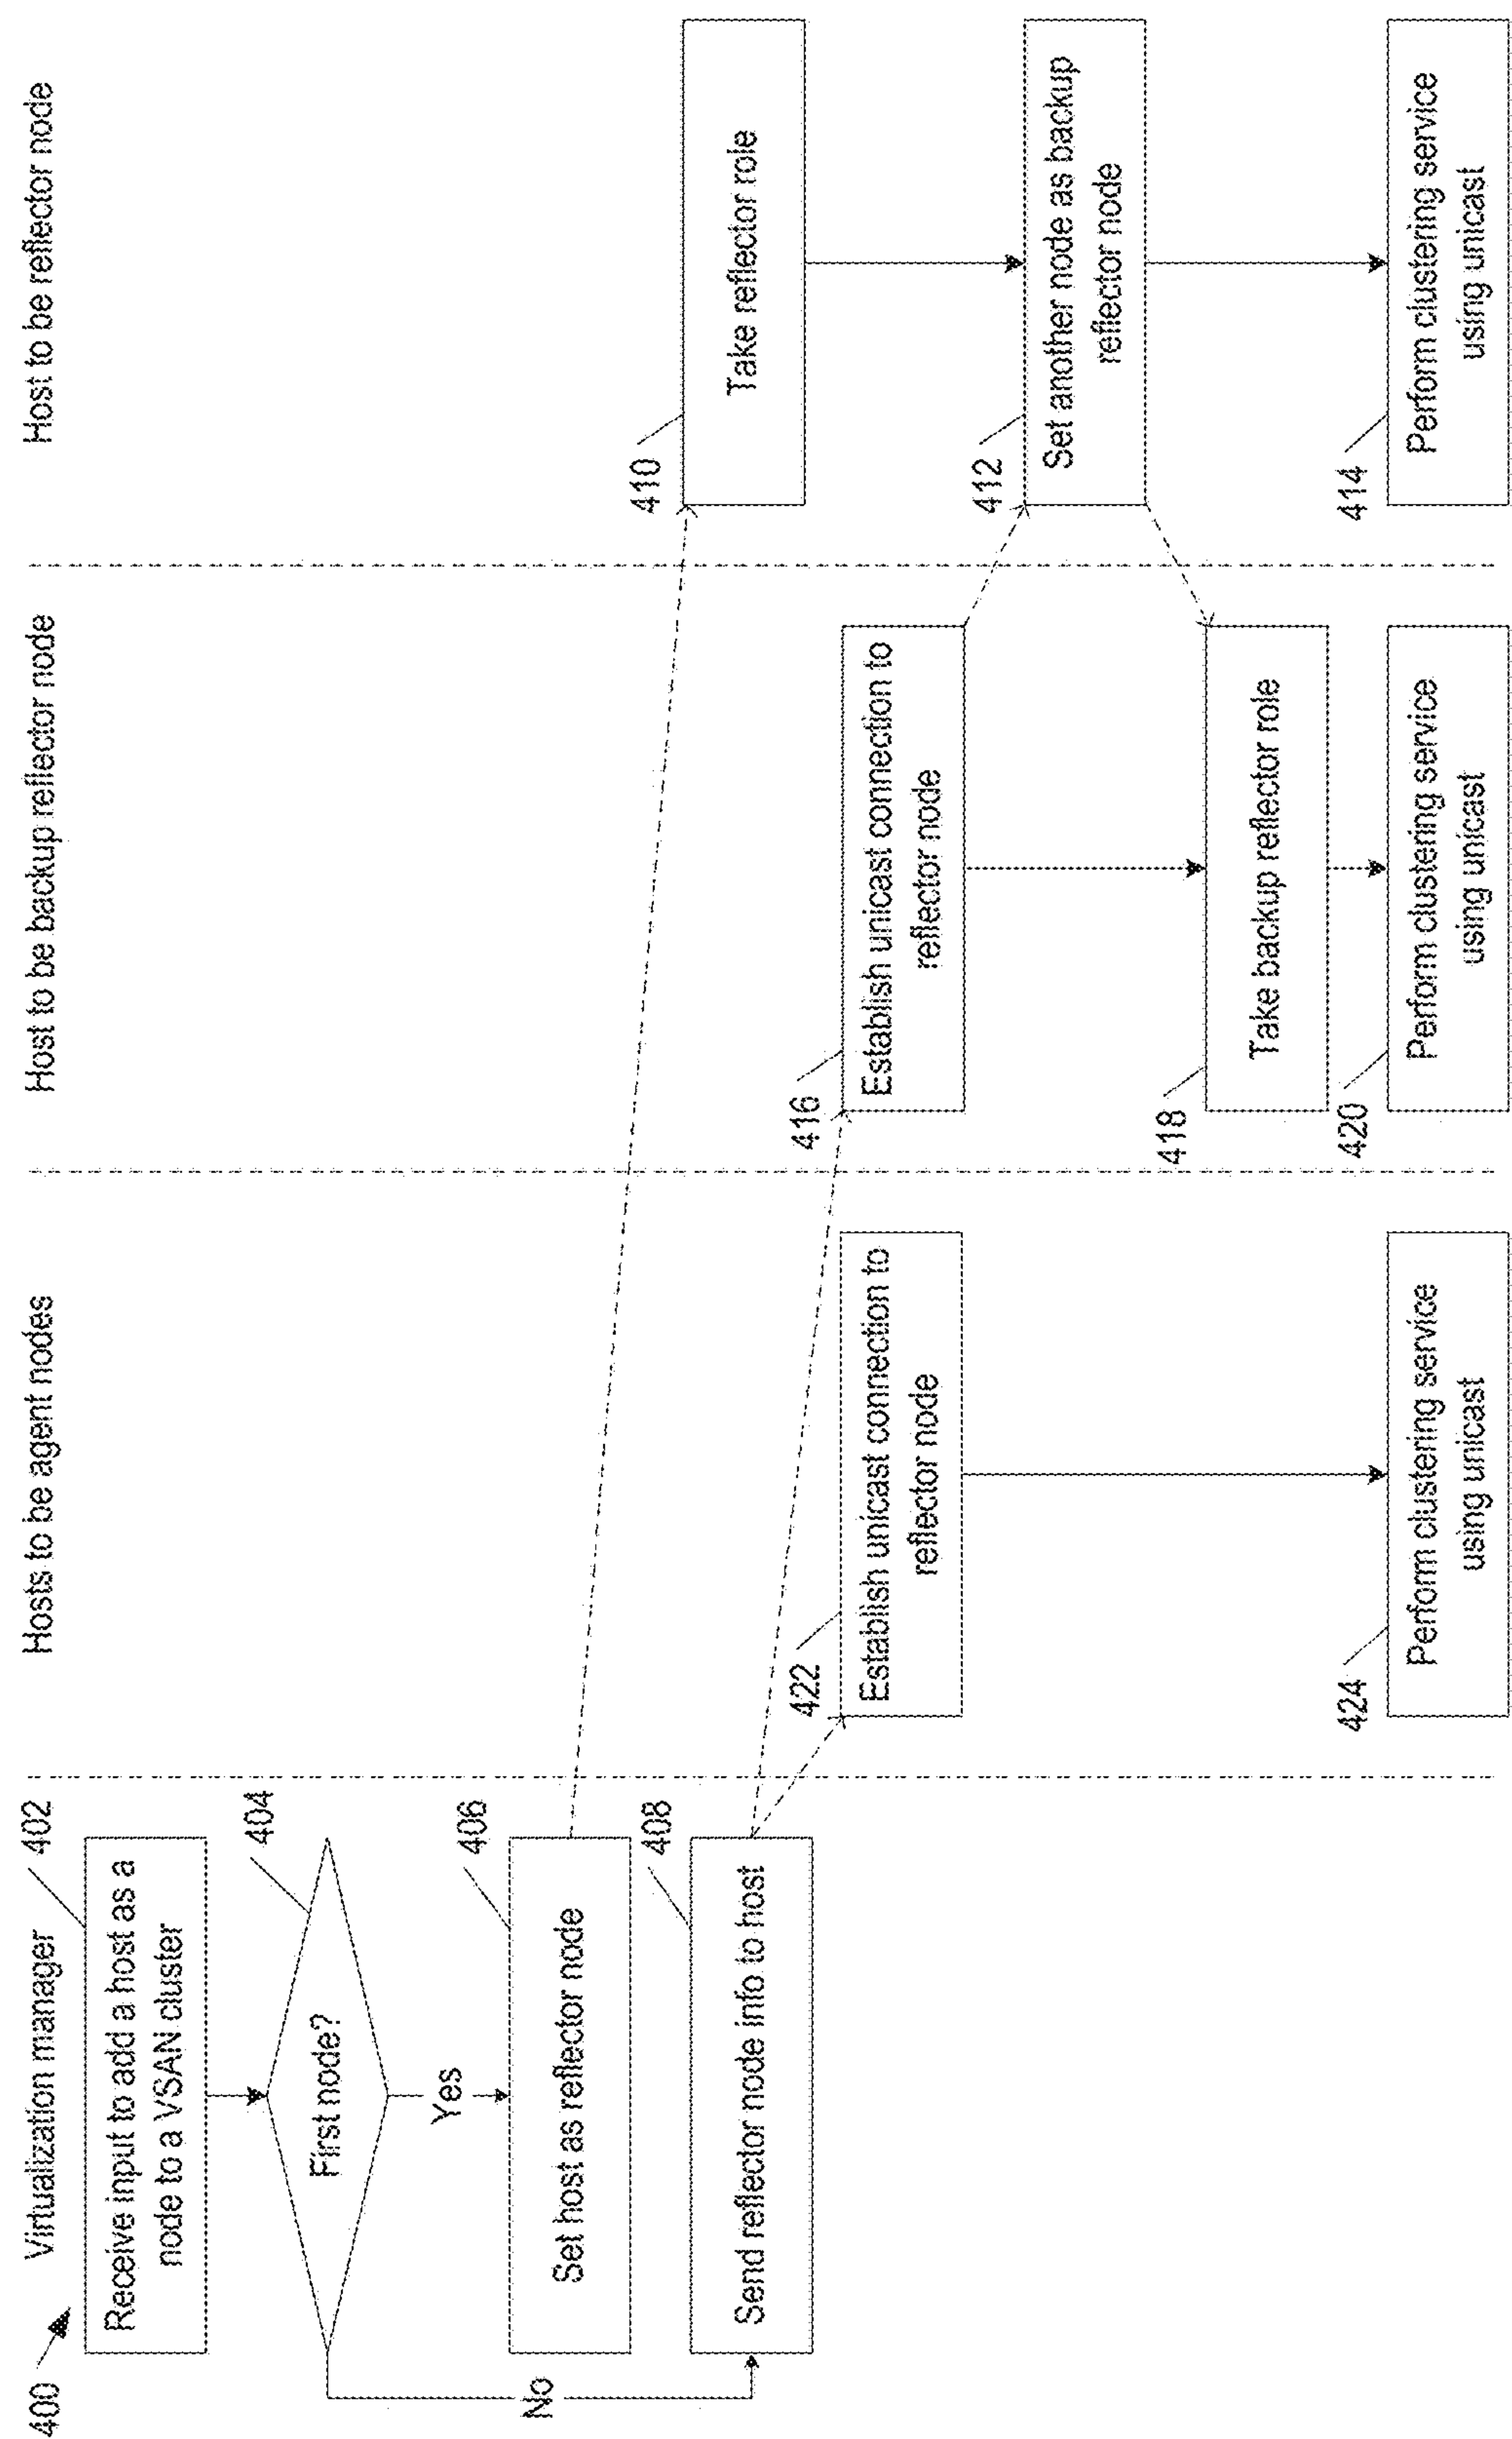 400
Virtualization manager
Hosts to be agent nodes
Host to be backup reflector node
Host to be reflector node
402
Receive input to add a host as a
node to a VSAN cluster
404
First node?
Yes
No
406
Set host as reflector node
408
Send reflector node info to host
410
Take reflector role
422
Establish unicast connection to
reflector node
416
Establish unicast connection to
reflector node
412
Set another node as backup
reflector node
418
Take backup reflector role
424
Perform clustering service
using unicast
420
Perform clustering service
using unicast
414
Perform clustering service
using unicast